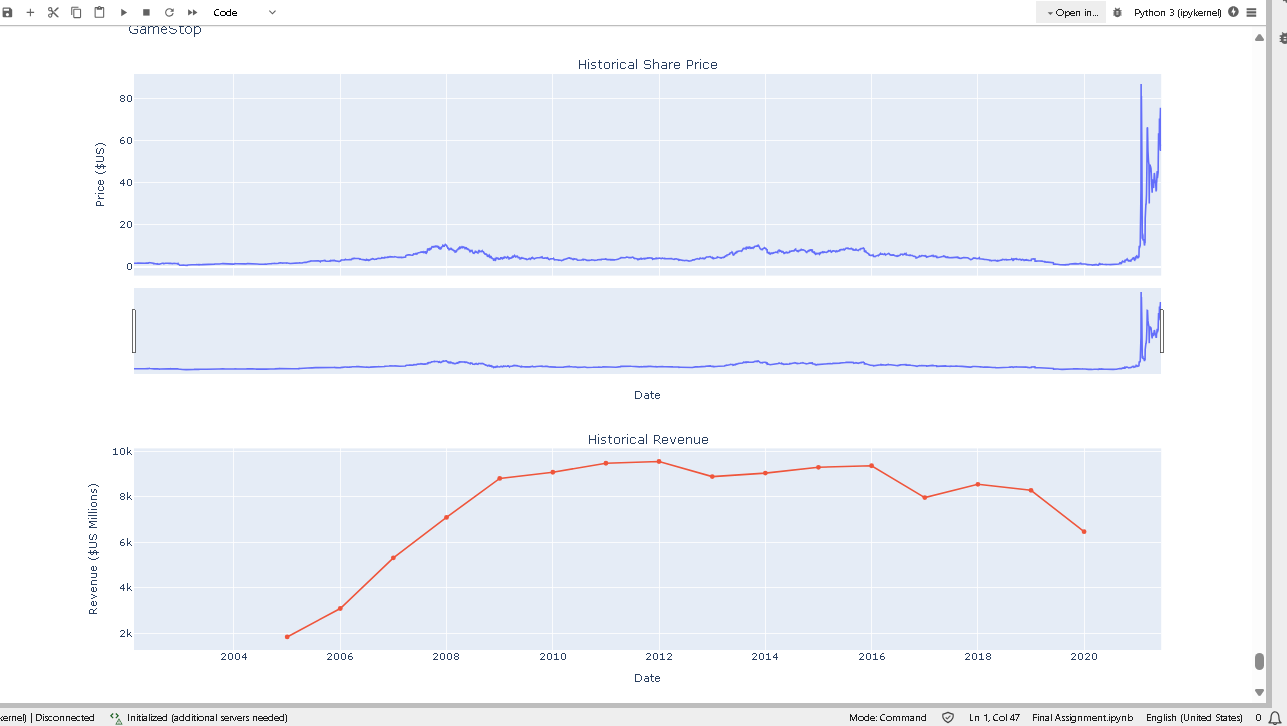 Code
Open in...
Python 3 (ipykernel)
GameStop
Historical Share Price
80
60
40
20
0
Price ($US)
Date
Historical Revenue
10k
8k
6k
4k
2k
Revenue ($US Millions)
2004 2006 2008 2010 2012 2014 2016 2018 2020
Date
kernel) | Disconnected
Initialized (additional servers needed)
Mode: Command
Ln 1, Col 47
Final Assignment.ipynb
English (United States)
0